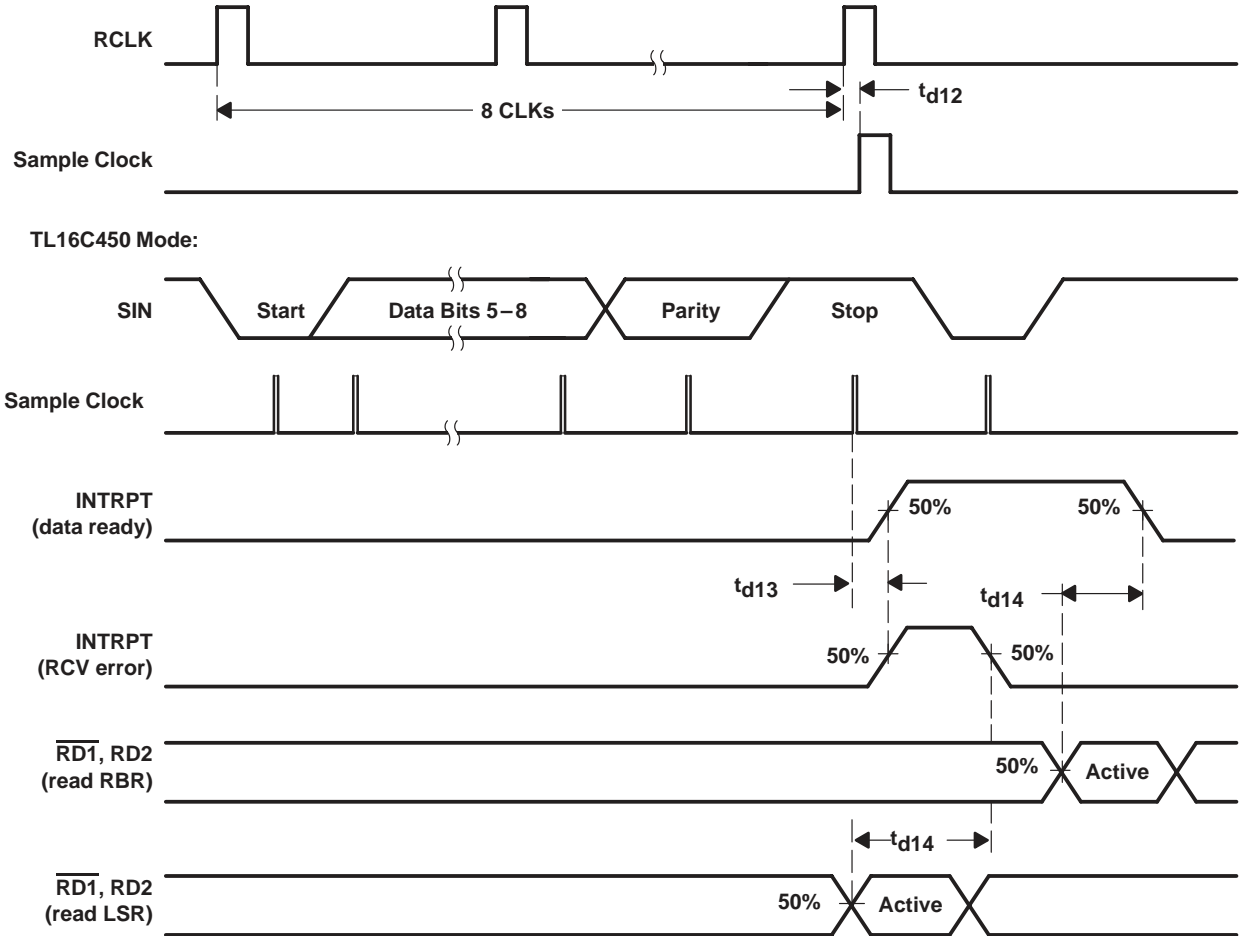 RCLK
td12
8 CLKs
Sample Clock
TL16C450 Mode:
SIN
Start
Data Bits 5–8
Parity
Stop
Sample Clock
INTRPT
(data ready)
50%
50%
td13
td14
INTRPT
(RCV error)
50%
50%
RD1, RD2
(read RBR)
50%
Active
td14
RD1, RD2
(read LSR)
50%
Active